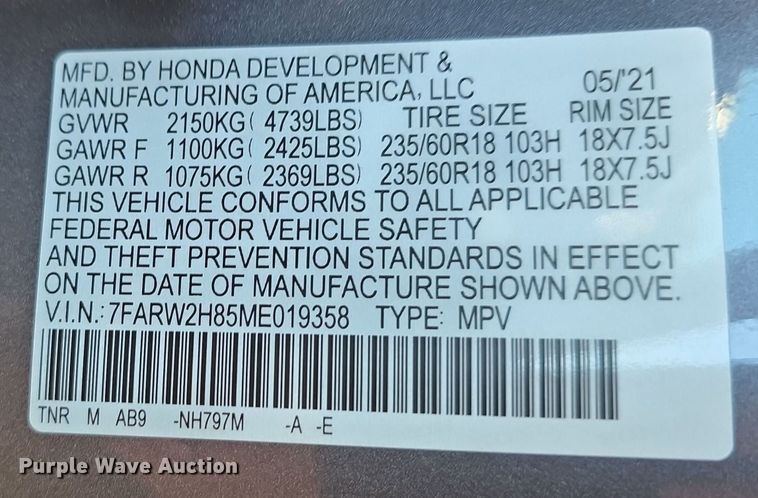 MFD. BY HONDA DEVELOPMENT &
MANUFACTURING OF AMERICA, LLC 05/'21
GVWR 2150KG( 4739LBS) TIRE SIZE RIM SIZE
GAWR F 1100KG( 2425LBS) 235/60R18 103H 18X7.5J
GAWR R 1075KG( 2369LBS) 235/60R18 103H 18X7.5J
THIS VEHICLE CONFORMS TO ALL APPLICABLE
FEDERAL MOTOR VEHICLE SAFETY
AND THEFT PREVENTION STANDARDS IN EFFECT
ON THE DATE OF MANUFACTURE SHOWN ABOVE.
V.I.N.: 7FARW2H85ME019358 TYPE: MPV
TNR M AB9 -NH797M -A -E
Purple Wave Auction